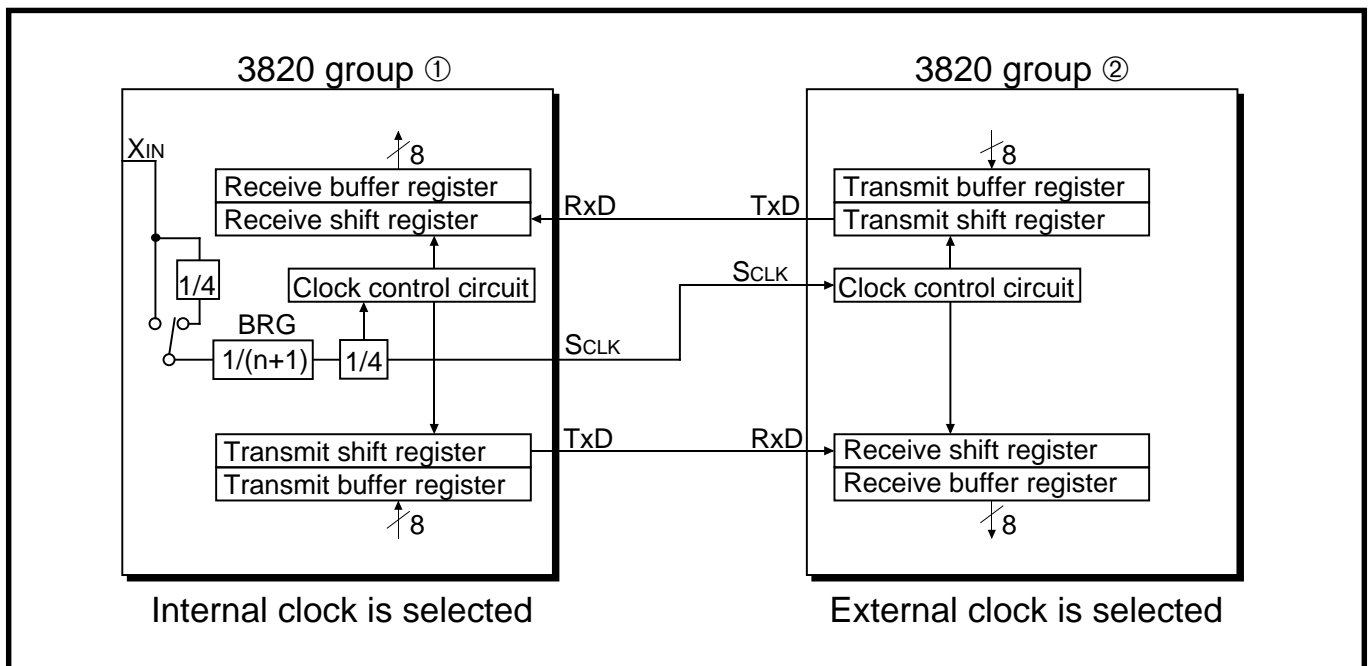 3820 group ①
XIN
8
Receive buffer register
Receive shift register
1/4
Clock control circuit
BRG
1/(n+1)
1/4
Transmit shift register
Transmit buffer register
8
Internal clock is selected
RxD
TxD
SCLK
SCLK
TxD
RxD
3820 group ②
8
Transmit buffer register
Transmit shift register
Clock control circuit
Receive shift register
Receive buffer register
8
External clock is selected